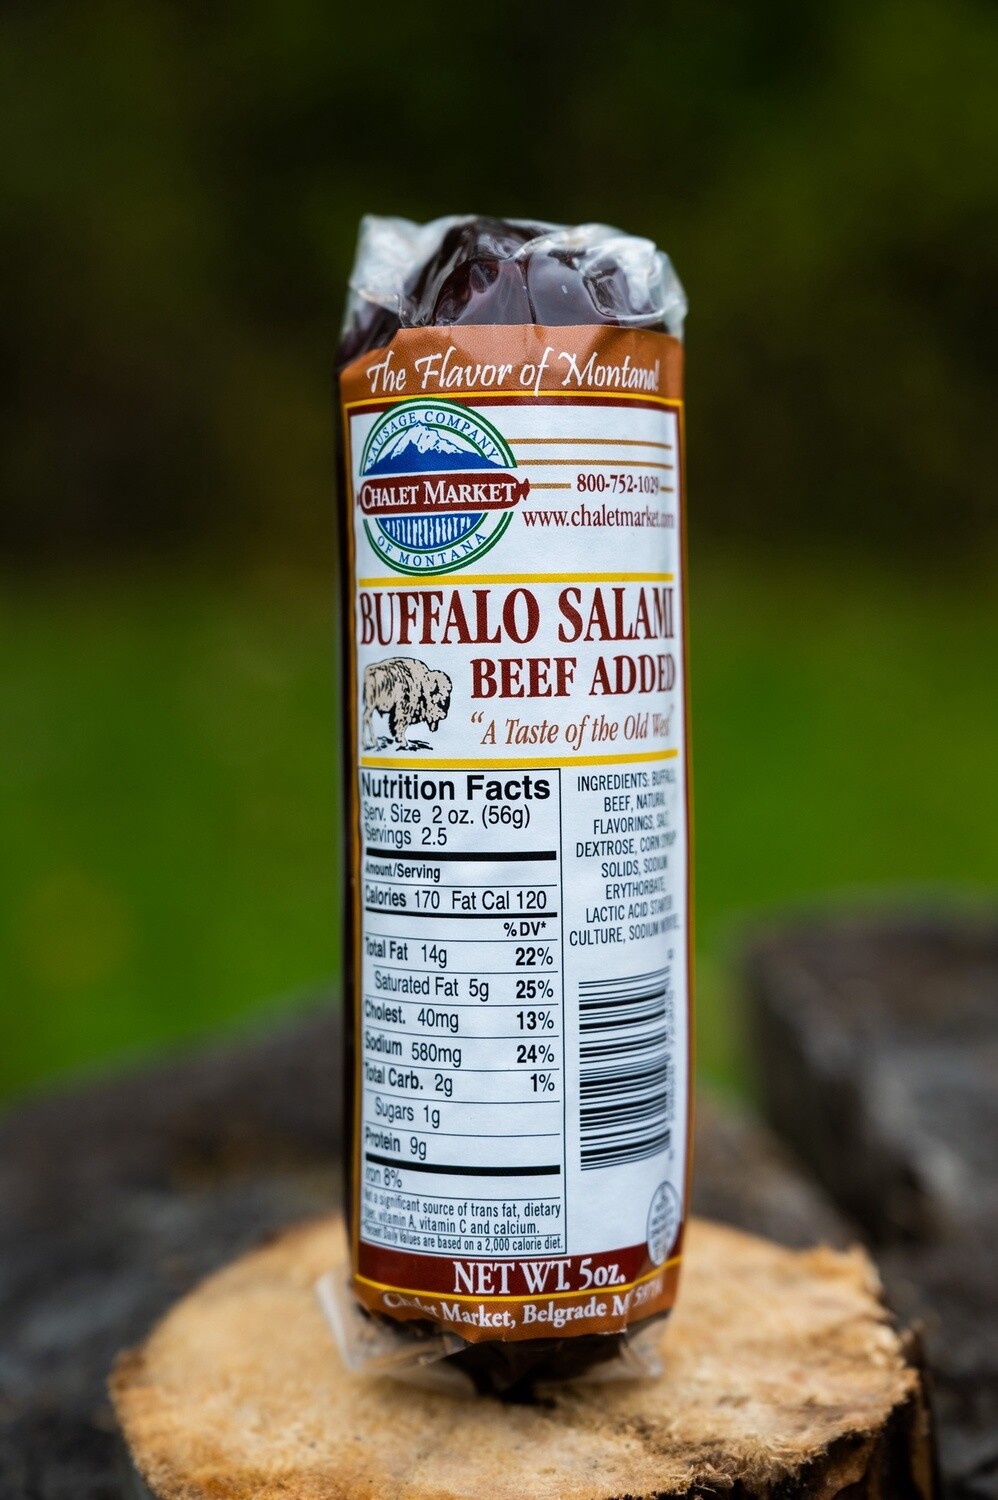 The Flavor of Montana!
SAUSAGE COMPANY
CHALET MARKET
OF MONTANA
800-752-1029
www.chaletmarket.com
BUFFALO SALAMI
BEEF ADDED
"A Taste of the Old West"
Nutrition Facts
Serv. Size 2 oz. (56g)
Servings 2.5
Amount/Serving
Calories 170 Fat Cal 120
%DV*
Total Fat 14g 22%
Saturated Fat 5g 25%
Cholest. 40mg 13%
Sodium 580mg 24%
Total Carb. 2g 1%
Sugars 1g
Protein 9g
Iron 8%
Not a significant source of trans fat, dietary
fiber, vitamin A, vitamin C and calcium.
*Percent Daily Values are based on a 2,000 calorie diet.
INGREDIENTS: BUFFALO,
BEEF, NATURAL
FLAVORINGS, SALT,
DEXTROSE, CORN SYRUP
SOLIDS, SODIUM
ERYTHORBATE,
LACTIC ACID STARTER
CULTURE, SODIUM
NET WT. 5oz.
Chalet Market, Belgrade